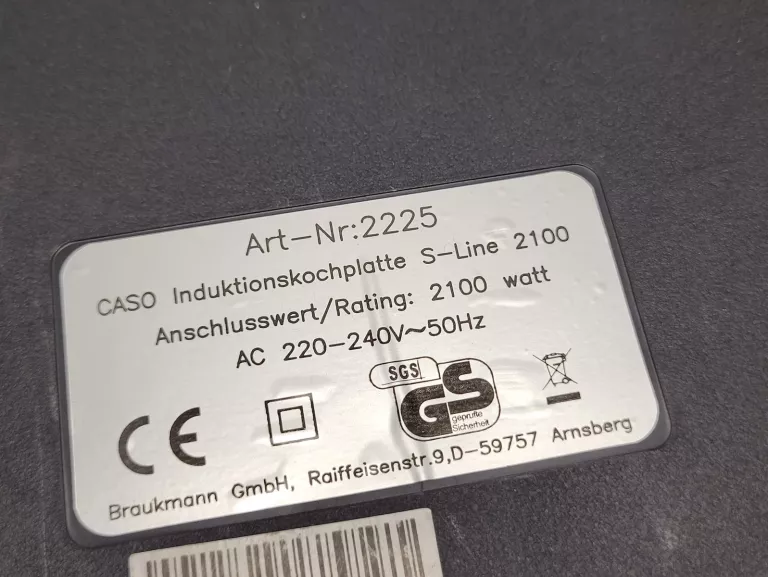 Art-Nr:2225
CASO Induktionskochplatte S-Line 2100
Anschlusswert/Rating: 2100 watt
AC 220-240V~50Hz
CE
SGS
GS
geprüfte
Sicherheit
Braukmann GmbH, Raiffeisenstr.9,D-59757 Arnsberg